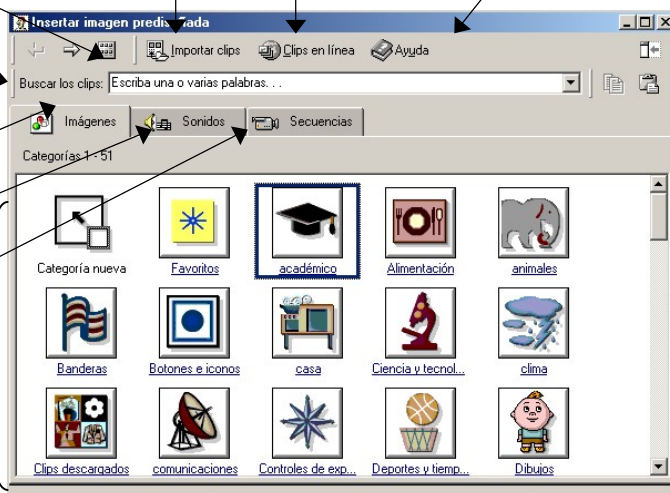 Insertar imagen prediseñada
Importar clips Clips en línea Ayuda
Buscar los clips: Escriba una o varias palabras. . .
Imágenes Sonidos Secuencias
Categorías 1 - 51
Categoría nueva Favoritos académico Alimentación animales
Banderas Botones e iconos casa Ciencia y tecnol... clima
Clips descargados comunicaciones Controles de exp... Deportes y tiemp... Dibujos